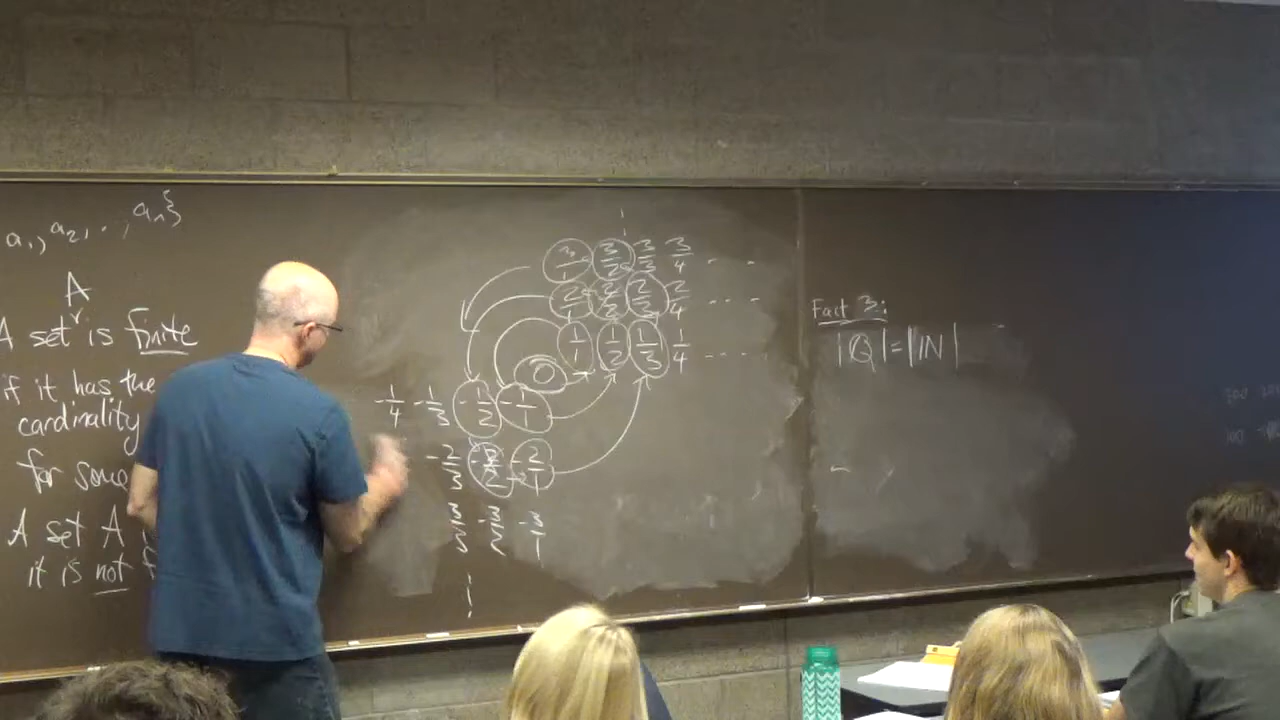 a₁, a₂, . . , aₙ}
A
A set is finite
if it has the
cardinality
for some
A set A
it is not
3/1 3/2 3/3 3/4 . . .
2/1 2/2 2/3 2/4 . . .
1/1 1/2 1/3 1/4 . . . .
0
-1/4 -1/3 -1/2 -1/1
-2/3 -2/2 -2/1
-3/3 -3/2 -3/1
Fact 3:
|Q| = |N|